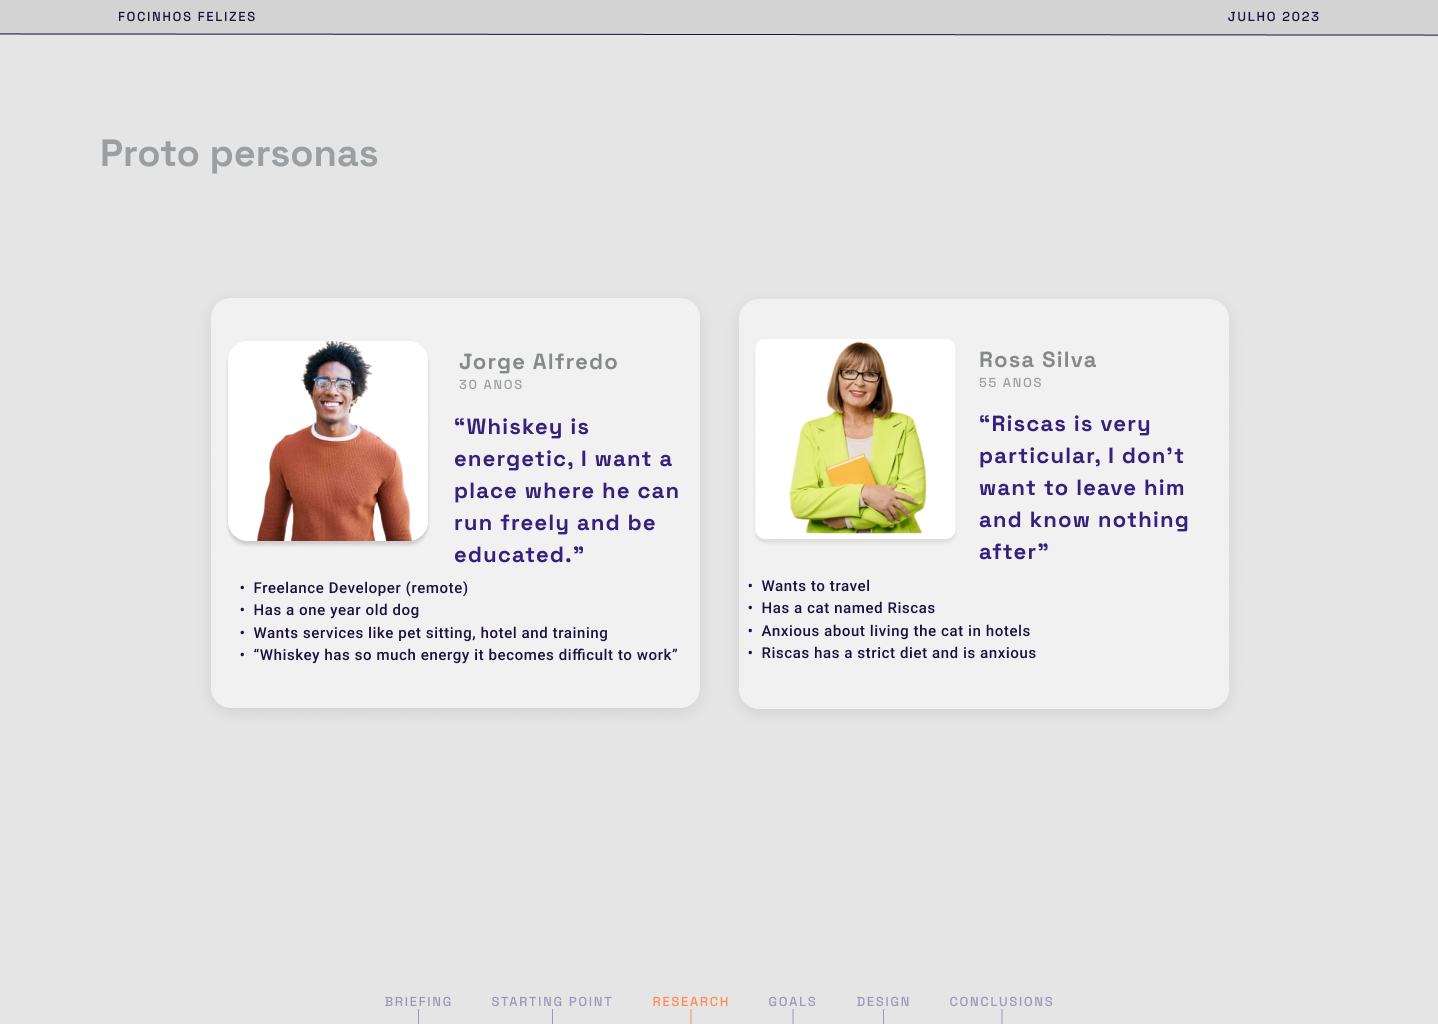 FOCINHOS FELIZES
JULHO 2023
Proto personas
Jorge Alfredo
30 ANOS
“Whiskey is
energetic, I want a
place where he can
run freely and be
educated.”
• Freelance Developer (remote)
• Has a one year old dog
• Wants services like pet sitting, hotel and training
• “Whiskey has so much energy it becomes difficult to work”
Rosa Silva
55 ANOS
“Riscas is very
particular, I don’t
want to leave him
and know nothing
after”
• Wants to travel
• Has a cat named Riscas
• Anxious about living the cat in hotels
• Riscas has a strict diet and is anxious
BRIEFING STARTING POINT RESEARCH GOALS DESIGN CONCLUSIONS